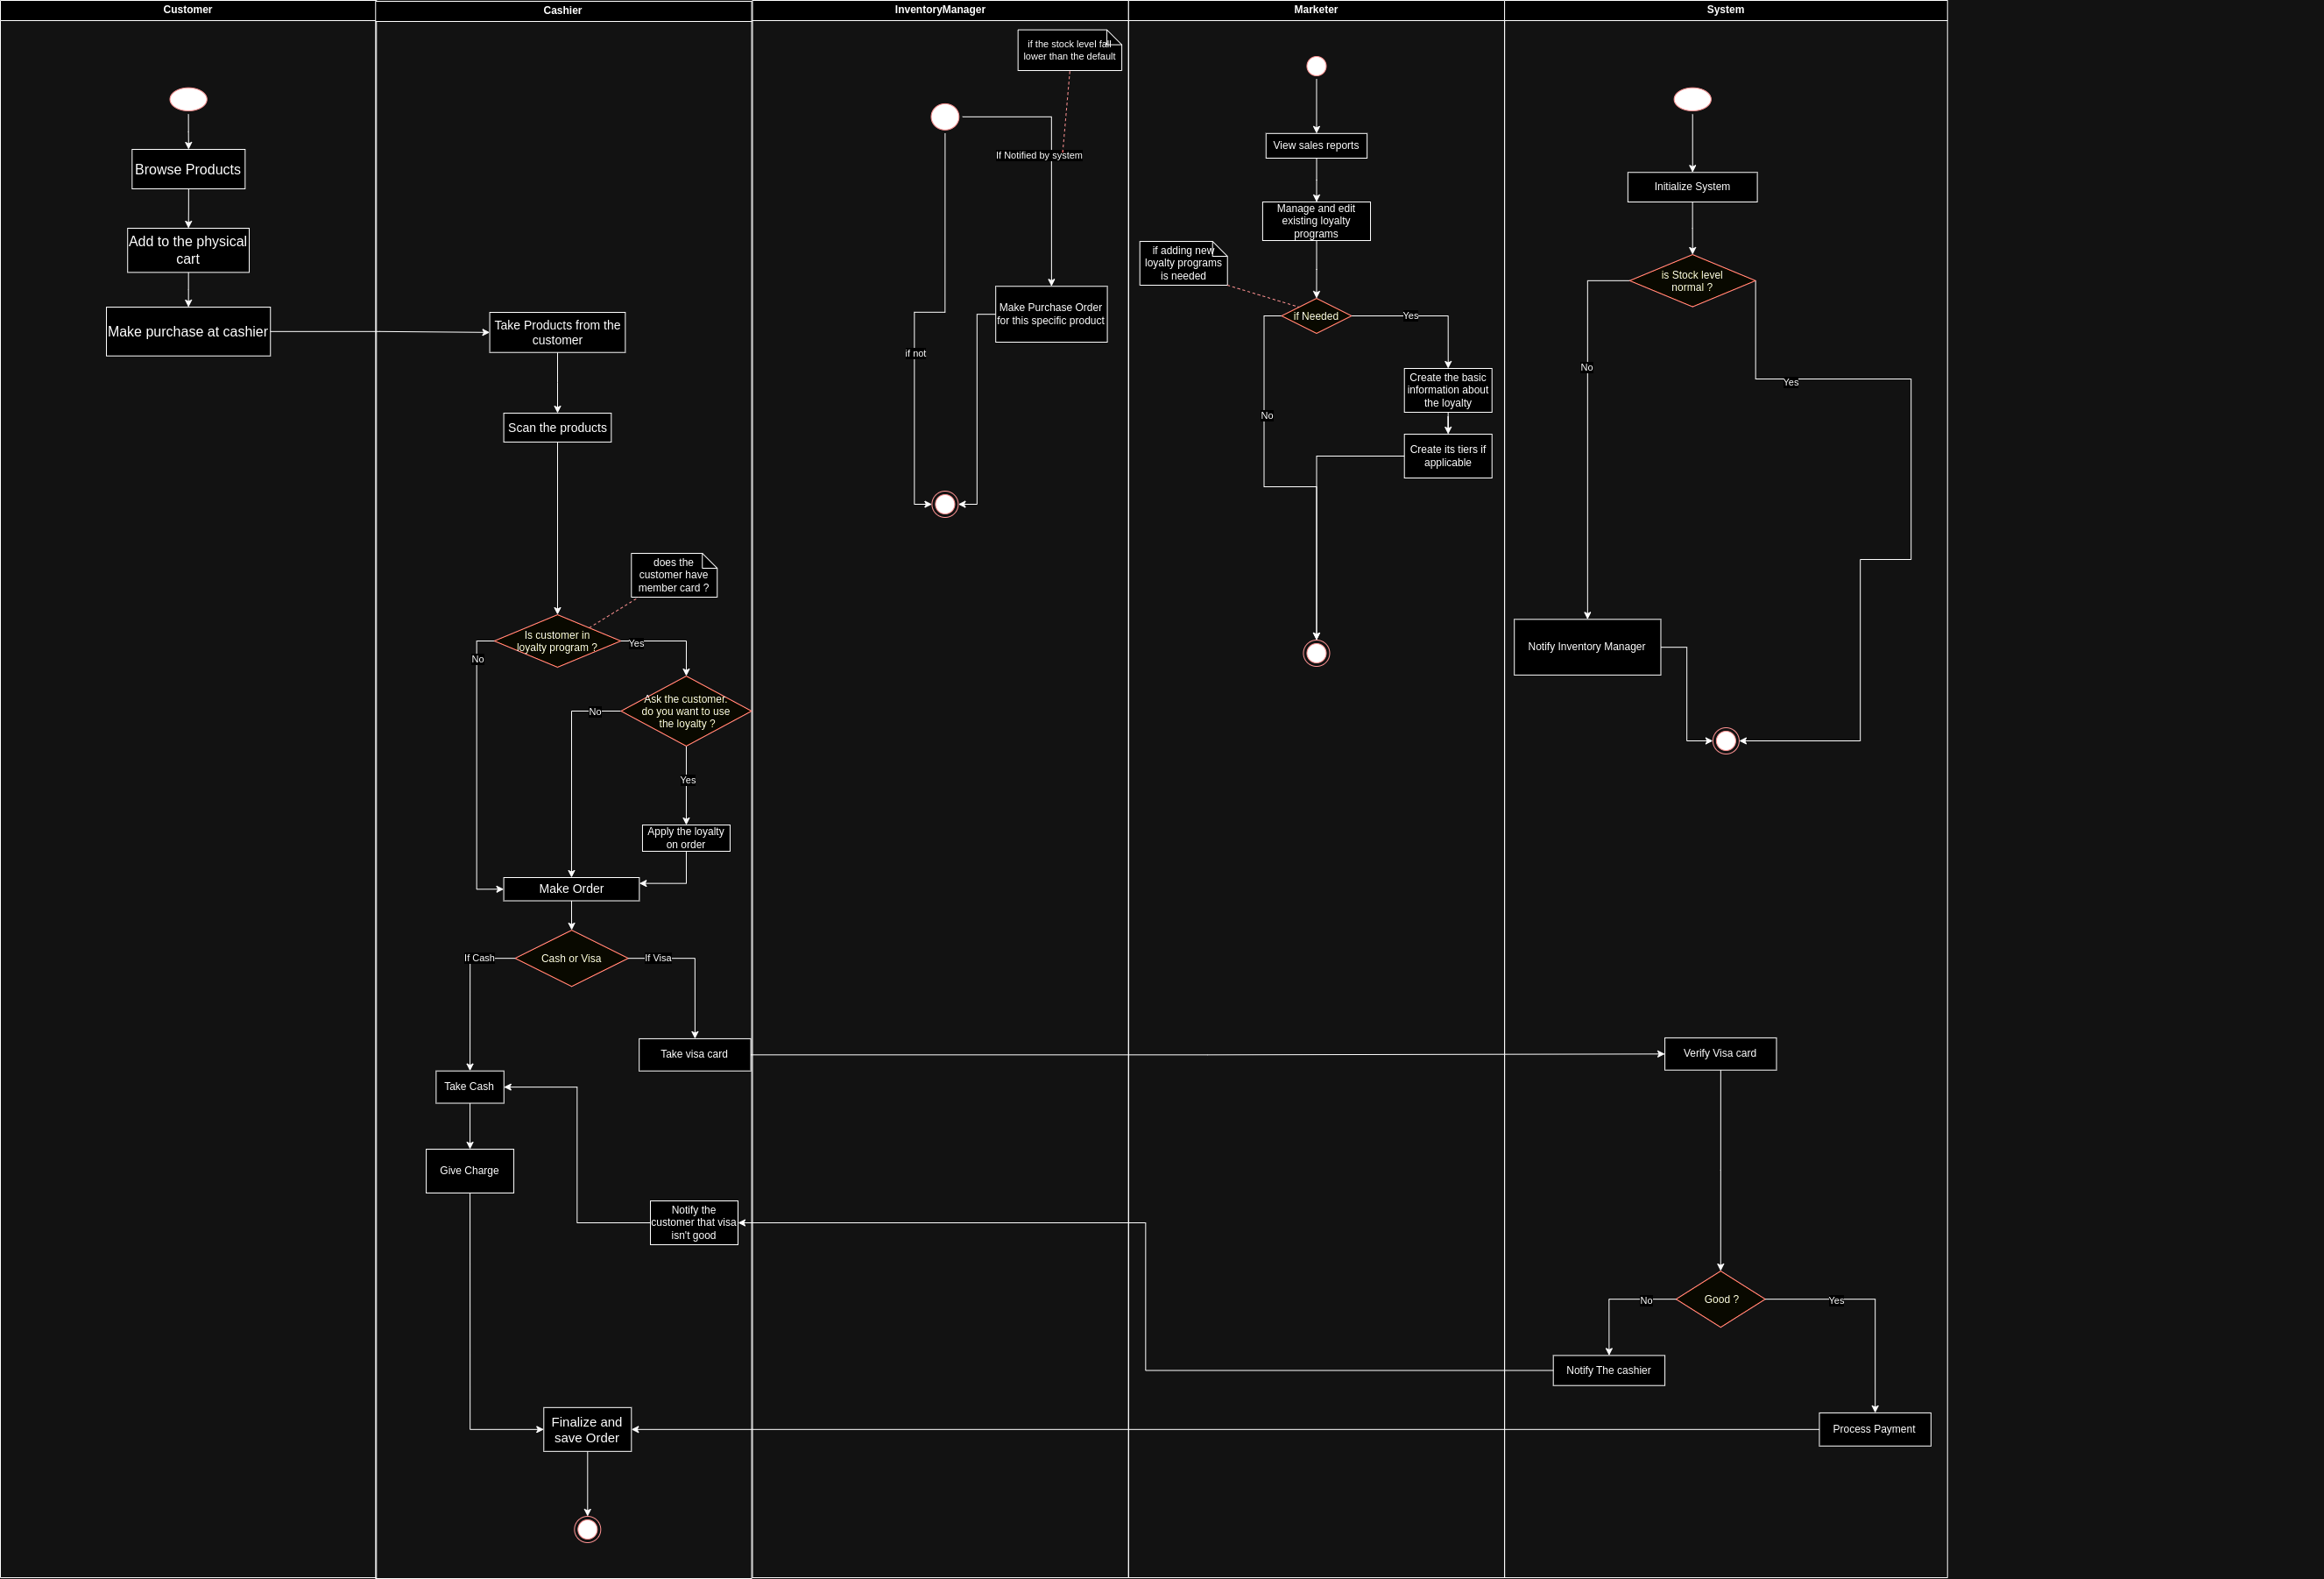 Customer
Cashier
InventoryManager
Marketer
System
Browse Products
Add to the physical
cart
Make purchase at cashier
Take Products from the
customer
Scan the products
does the
customer have
member card ?
Is customer in
loyalty program ?
No
Yes
Ask the customer.
do you want to use
the loyalty ?
No
Yes
Apply the loyalty
on order
Make Order
Cash or Visa
If Cash
If Visa
Take visa card
Take Cash
Give Charge
Notify the
customer that visa
isn't good
Finalize and
save Order
if the stock level fall
lower than the default
If Notified by system
Make Purchase Order
for this specific product
if not
View sales reports
Manage and edit
existing loyalty
programs
if adding new
loyalty programs
is needed
if Needed
Yes
No
Create the basic
information about
the loyalty
Create its tiers if
applicable
Initialize System
is Stock level
normal ?
No
Yes
Notify Inventory Manager
Verify Visa card
Good ?
No
Yes
Notify The cashier
Process Payment